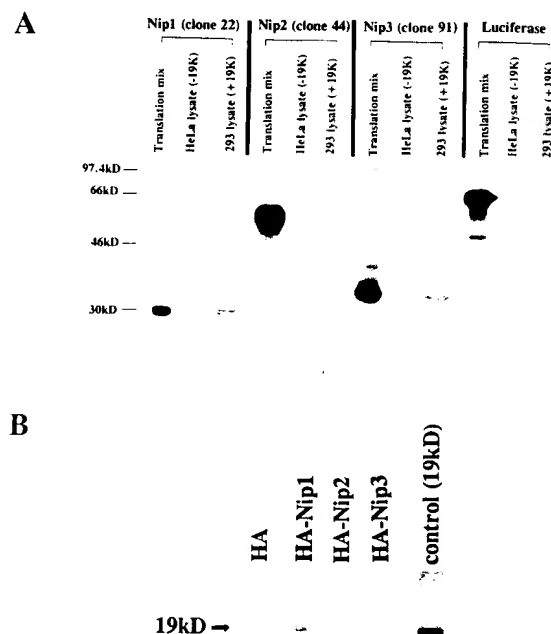 A
Nip1 (clone 22)
Nip2 (clone 44)
Nip3 (clone 91)
Luciferase
Translation mix
HeLa lysate (-19K)
293 lysate (+19K)
Translation mix
HeLa lysate (-19K)
293 lysate (+19K)
Translation mix
HeLa lysate (-19K)
293 lysate (+19K)
Translation mix
HeLa lysate (-19K)
293 lysate (+19K)
97.4kD
66kD
46kD
30kD
B
HA
HA-Nip1
HA-Nip2
HA-Nip3
control (19kD)
19kD